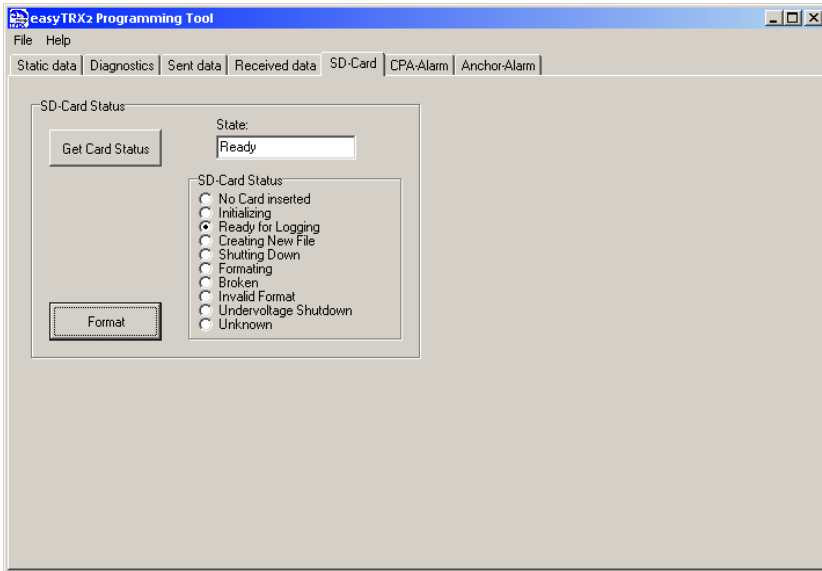 easyTRX2 Programming Tool
File Help
Static data Diagnostics Sent data Received data SD-Card CPA-Alarm Anchor-Alarm
SD-Card Status
Get Card Status
State:
Ready
SD-Card Status
No Card inserted
Initializing
Ready for Logging
Creating New File
Shutting Down
Formating
Broken
Invalid Format
Undervoltage Shutdown
Unknown
Format